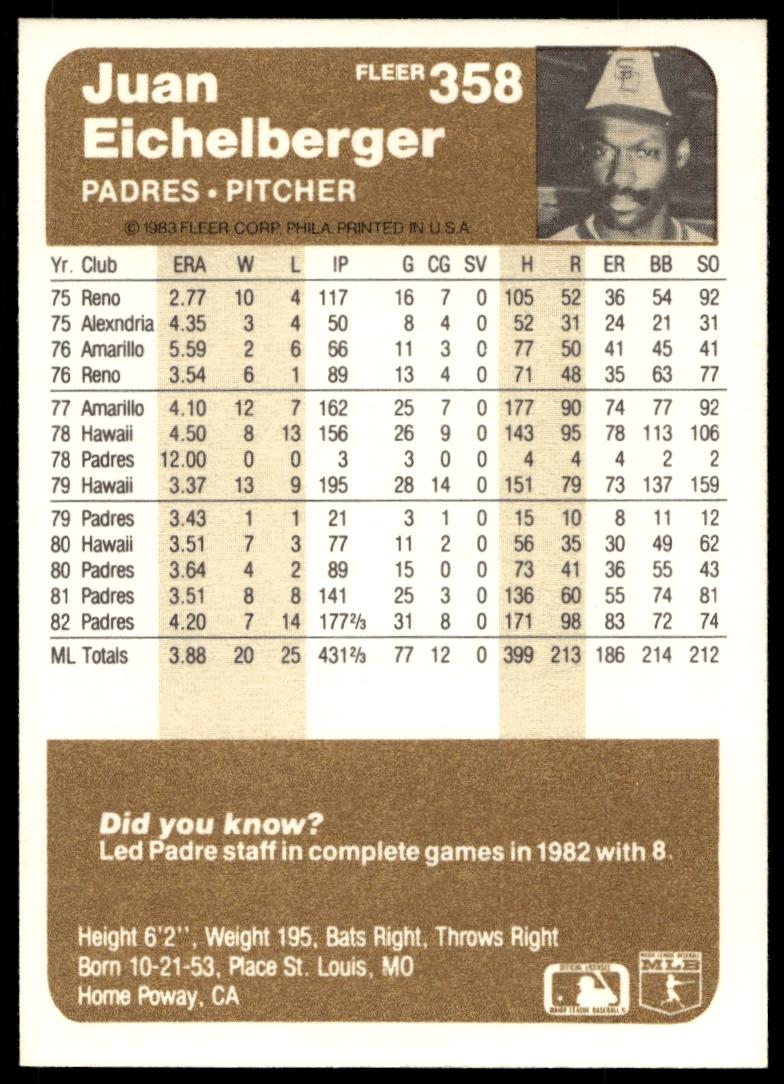 Juan
FLEER 358
Eichelberger
PADRES • PITCHER
© 1983 FLEER CORP. PHILA. PRINTED IN U.S.A.
Yr. Club ERA W L IP G CG SV H R ER BB SO
75 Reno 2.77 10 4 117 16 7 0 105 52 36 54 92
75 Alexndria 4.35 3 4 50 8 4 0 52 31 24 21 31
76 Amarillo 5.59 2 6 66 11 3 0 77 50 41 45 41
76 Reno 3.54 6 1 89 13 4 0 71 48 35 63 77
77 Amarillo 4.10 12 7 162 25 7 0 177 90 74 77 92
78 Hawaii 4.50 8 13 156 26 9 0 143 95 78 113 106
78 Padres 12.00 0 0 3 3 0 0 4 4 4 2 2
79 Hawaii 3.37 13 9 195 28 14 0 151 79 73 137 159
79 Padres 3.43 1 1 21 3 1 0 15 10 8 11 12
80 Hawaii 3.51 7 3 77 11 2 0 56 35 30 49 62
80 Padres 3.64 4 2 89 15 0 0 73 41 36 55 43
81 Padres 3.51 8 8 141 25 3 0 136 60 55 74 81
82 Padres 4.20 7 14 177 2/3 31 8 0 171 98 83 72 74
ML Totals 3.88 20 25 431 2/3 77 12 0 399 213 186 214 212
Did you know?
Led Padre staff in complete games in 1982 with 8.
Height 6'2'', Weight 195, Bats Right, Throws Right
Born 10-21-53, Place St. Louis, MO
Home Poway, CA
OFFICIAL LICENSEE
MAJOR LEAGUE BASEBALL
MAJOR LEAGUE BASEBALL
MLB